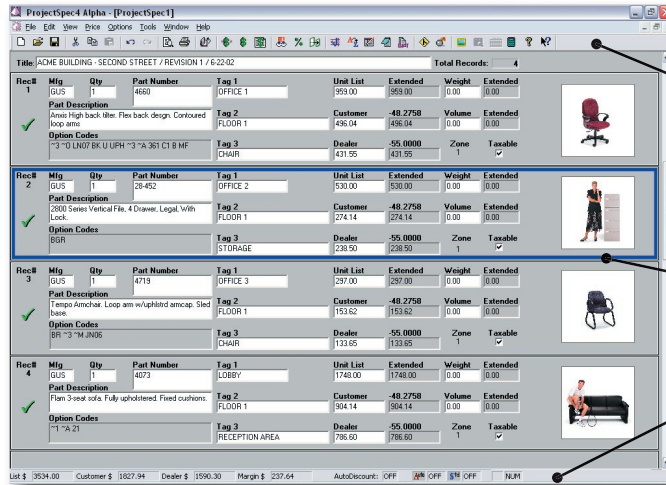 ProjectSpec4 Alpha - [ProjectSpec1]
File Edit View Price Options Tools Window Help
Title: ACME BUILDING - SECOND STREET / REVISION 1 / 6-22-02 Total Records: 4
Rec# Mfg Qty Part Number Tag 1 Unit List Extended Weight Extended
1 GUS 1 4660 OFFICE 1 959.00 959.00 0.00 0.00
Part Description Tag 2 Customer -48.2758 Volume Extended
Anxis High back tilter. Flex back desgn. Contoured FLOOR 1 496.04 496.04 0.00 0.00
loop arms
Option Codes Tag 3 Dealer -55.0000 Zone Taxable
~3 ~0 LN07 BK U UPH ~3 ~A 361 C1 B MF CHAIR 431.55 431.55 1
Rec# Mfg Qty Part Number Tag 1 Unit List Extended Weight Extended
2 GUS 1 28-452 OFFICE 2 530.00 530.00 0.00 0.00
Part Description Tag 2 Customer -48.2758 Volume Extended
2800 Series Vertical File, 4 Drawer, Legal, With FLOOR 1 274.14 274.14 0.00 0.00
Lock.
Option Codes Tag 3 Dealer -55.0000 Zone Taxable
BGR STORAGE 238.50 238.50 1
Rec# Mfg Qty Part Number Tag 1 Unit List Extended Weight Extended
3 GUS 1 4719 OFFICE 3 297.00 297.00 0.00 0.00
Part Description Tag 2 Customer -48.2758 Volume Extended
Tempo Armchair. Loop arm w/uphlstrd armcap. Sled FLOOR 1 153.62 153.62 0.00 0.00
base.
Option Codes Tag 3 Dealer -55.0000 Zone Taxable
BR ~3 ~M JN06 CHAIR 133.65 133.65 1
Rec# Mfg Qty Part Number Tag 1 Unit List Extended Weight Extended
4 GUS 1 4073 LOBBY 1748.00 1748.00 0.00 0.00
Part Description Tag 2 Customer -48.2758 Volume Extended
Flam 3-seat sofa. Fully upholstered. Fixed cushions. FLOOR 1 904.14 904.14 0.00 0.00
Option Codes Tag 3 Dealer -55.0000 Zone Taxable
~1 ~A 21 RECEPTION AREA 786.60 786.60 1
List $ 3534.00 Customer $ 1827.94 Dealer $ 1590.30 Margin $ 237.64 AutoDiscount: OFF OFF OFF NUM